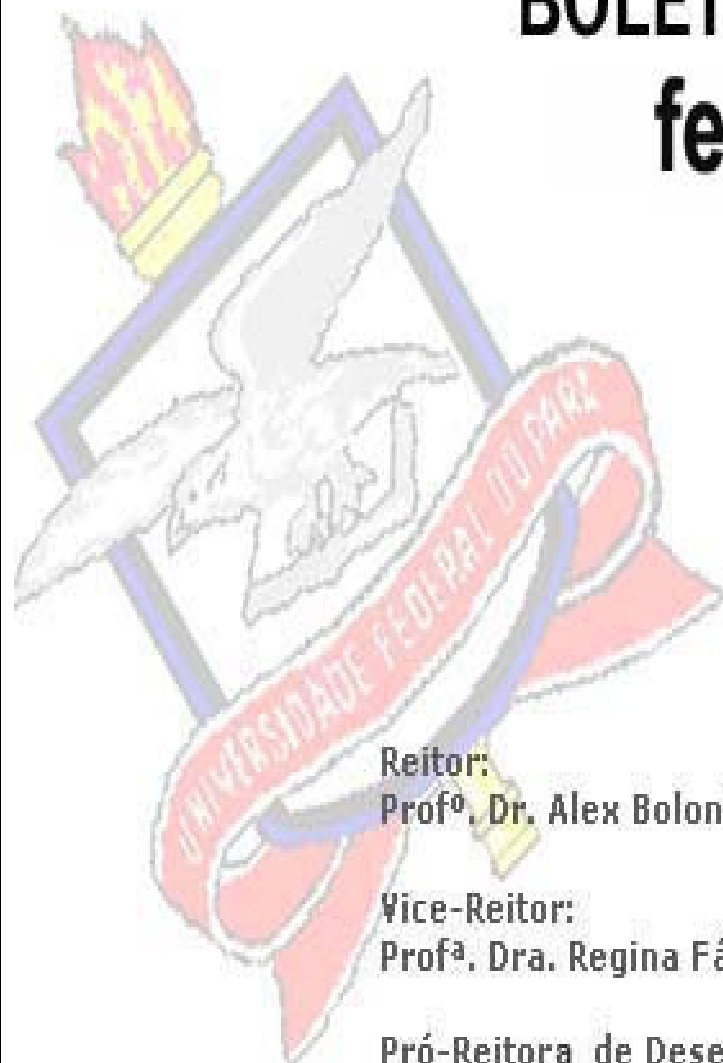 BOLET
fe
UNIVERSIDADE FEDERAL DO PARÁ
Reitor:
Profº. Dr. Alex Bolon
Vice-Reitor:
Profª. Dra. Regina Fá
Pró-Reitora de Dese